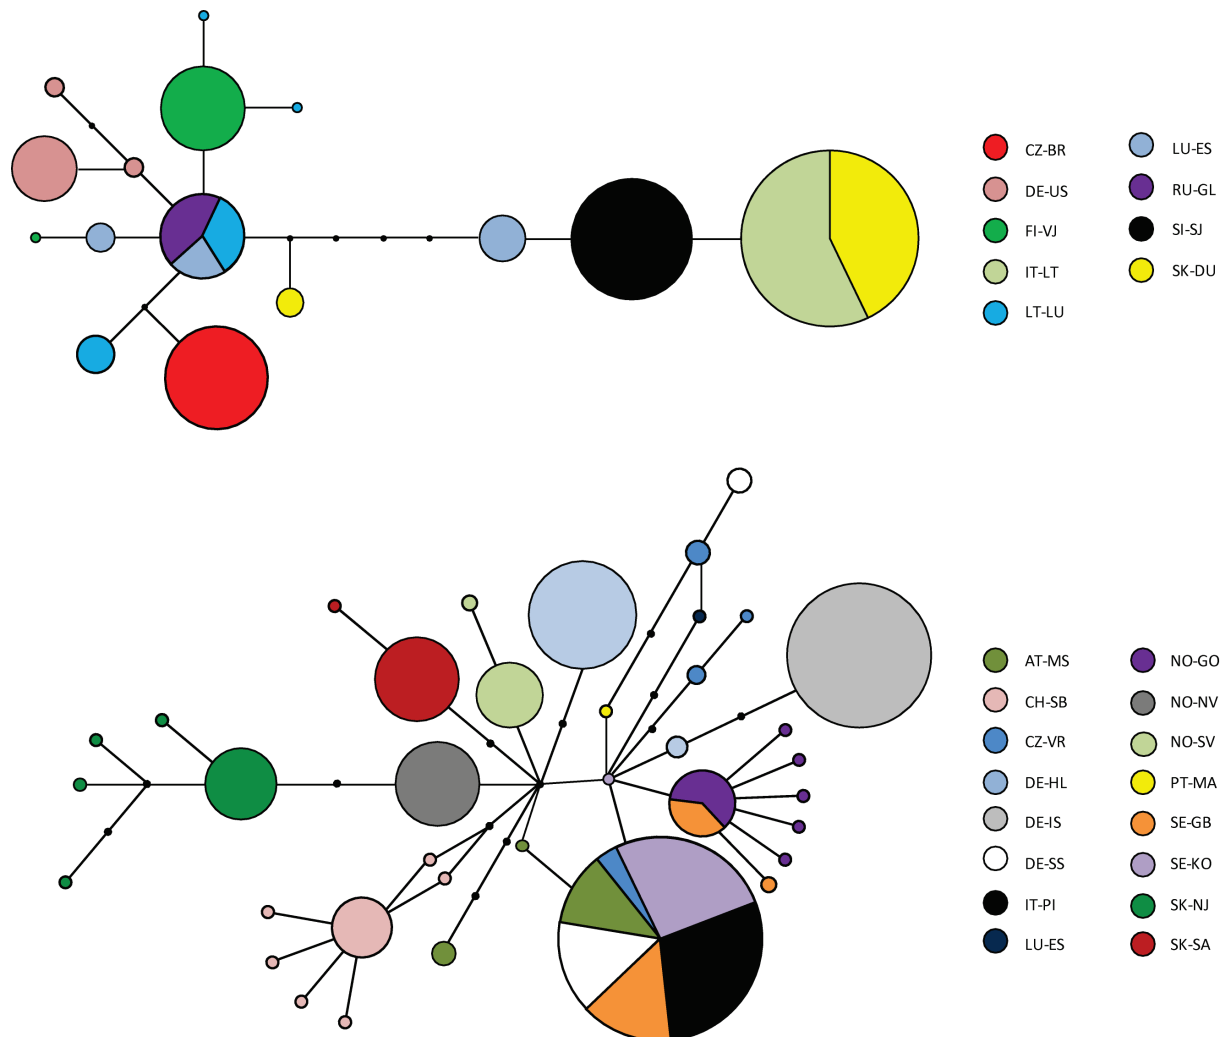 CZ-BR
DE-US
FI-VJ
IT-LT
LT-LU
LU-ES
RU-GL
SI-SJ
SK-DU
AT-MS
CH-SB
CZ-VR
DE-HL
DE-IS
DE-SS
IT-PI
LU-ES
NO-GO
NO-NV
NO-SV
PT-MA
SE-GB
SE-KO
SK-NJ
SK-SA